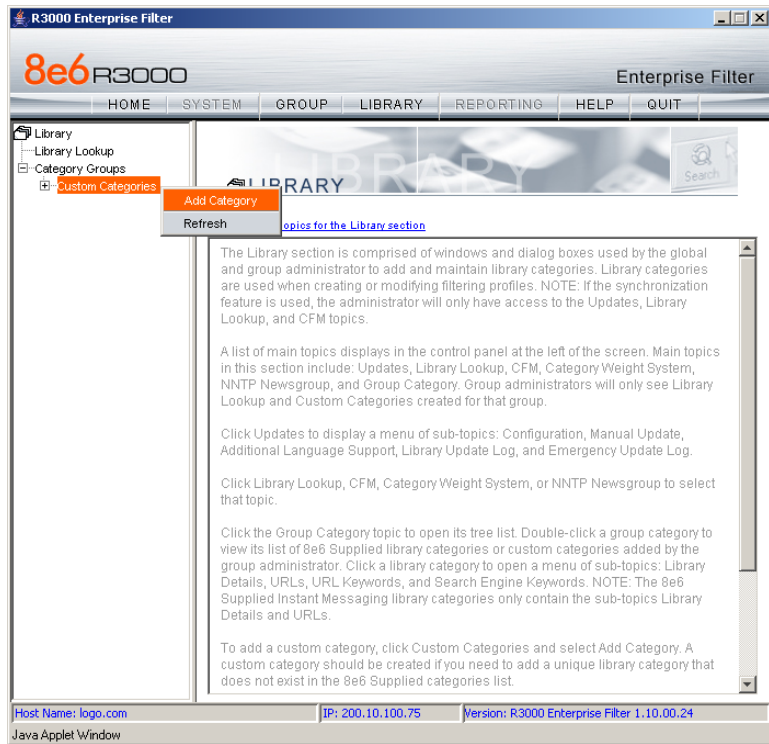 R3000 Enterprise Filter
8e6 R3000
Enterprise Filter
HOME SYSTEM GROUP LIBRARY REPORTING HELP QUIT
Library
Library Lookup
Category Groups
Custom Categories
Add Category
Refresh
LIBRARY
LIBRARY
Search
opics for the Library section
The Library section is comprised of windows and dialog boxes used by the global
and group administrator to add and maintain library categories. Library categories
are used when creating or modifying filtering profiles. NOTE: If the synchronization
feature is used, the administrator will only have access to the Updates, Library
Lookup, and CFM topics.
A list of main topics displays in the control panel at the left of the screen. Main topics
in this section include: Updates, Library Lookup, CFM, Category Weight System,
NNTP Newsgroup, and Group Category. Group administrators will only see Library
Lookup and Custom Categories created for that group.
Click Updates to display a menu of sub-topics: Configuration, Manual Update,
Additional Language Support, Library Update Log, and Emergency Update Log.
Click Library Lookup, CFM, Category Weight System, or NNTP Newsgroup to select
that topic.
Click the Group Category topic to open its tree list. Double-click a group category to
view its list of 8e6 Supplied library categories or custom categories added by the
group administrator. Click a library category to open a menu of sub-topics: Library
Details, URLs, URL Keywords, and Search Engine Keywords. NOTE: The 8e6
Supplied Instant Messaging library categories only contain the sub-topics Library
Details and URLs.
To add a custom category, click Custom Categories and select Add Category. A
custom category should be created if you need to add a unique library category that
does not exist in the 8e6 Supplied categories list.
Host Name: logo.com IP: 200.10.100.75 Version: R3000 Enterprise Filter 1.10.00.24
Java Applet Window